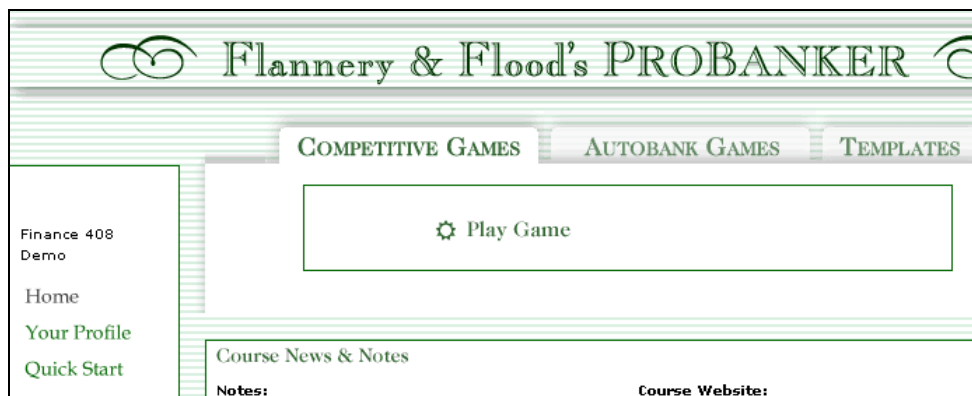 Flannery & Flood's PROBANKER
COMPETITIVE GAMES
AUTOBANK GAMES
TEMPLATES
Play Game
Finance 408
Demo
Home
Your Profile
Quick Start
Course News & Notes
Notes:
Course Website: